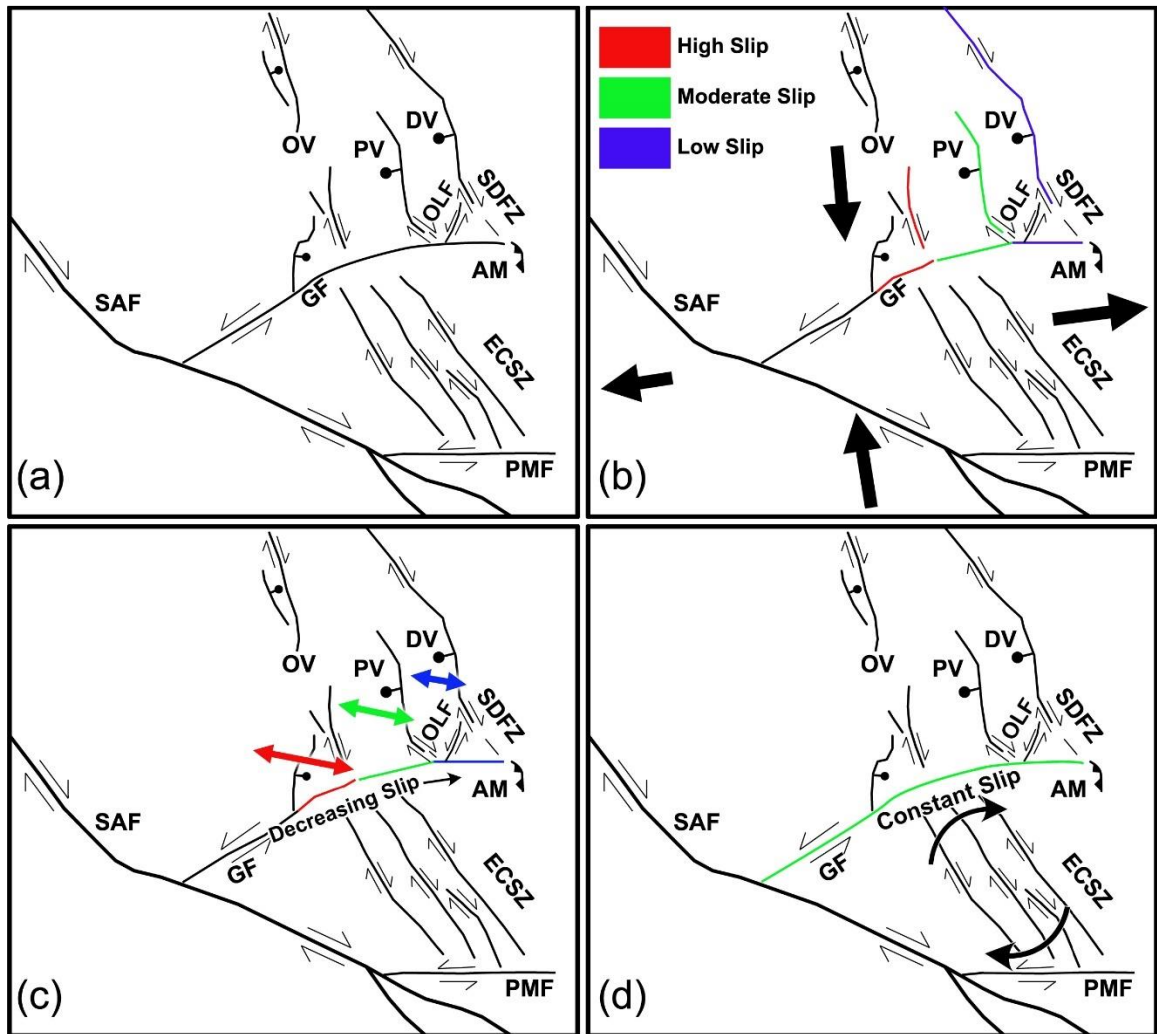 OV
DV
PV
SDFZ
OLF
AM
GF
SAF
ECSZ
PMF
(a)
High Slip
Moderate Slip
Low Slip
OV
DV
PV
SDFZ
OLF
AM
GF
SAF
ECSZ
PMF
(b)
OV
DV
PV
SDFZ
OLF
AM
Decreasing Slip
GF
SAF
ECSZ
PMF
(c)
OV
DV
PV
SDFZ
OLF
AM
Constant Slip
GF
SAF
ECSZ
PMF
(d)